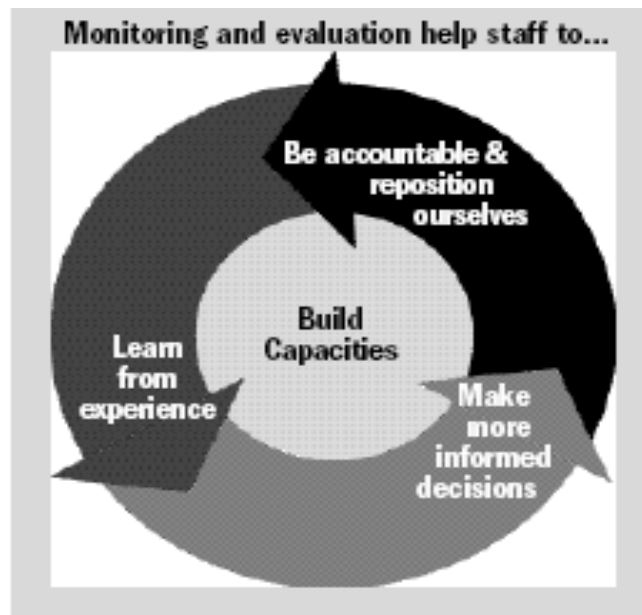 Monitoring and evaluation help staff to...
Be accountable &
reposition
ourselves
Build
Capacities
Learn
from
experience
Make
more
informed
decisions